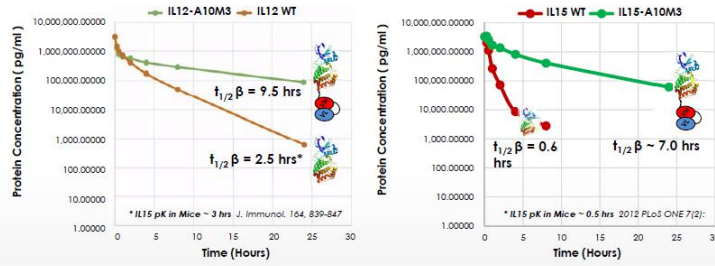 IL12-A10M3 IL12 WT
Protein Concentration ( pg/ml )
10,000,000.00000
1,000,000.00000
100,000.00000
10,000.00000
1,000.00000
100.00000
10.00000
1.00000
t1/2 β = 9.5 hrs
t1/2 β = 2.5 hrs*
* IL15 pK in Mice ~ 3 hrs J. Immunol. 164, 839-847
0 5 10 15 20 25 30
Time (Hours)
IL15 WT IL15-A10M3
Protein Concentration ( pg/ml )
10,000,000.00000
1,000,000.00000
100,000.00000
10,000.00000
1,000.00000
100.00000
10.00000
1.00000
t1/2 β = 0.6
hrs
t1/2 β ~ 7.0 hrs
* IL15 pK in Mice ~ 0.5 hrs 2012 PLoS ONE 7(2):
0 5 10 15 20 25 30
Time (Hours)